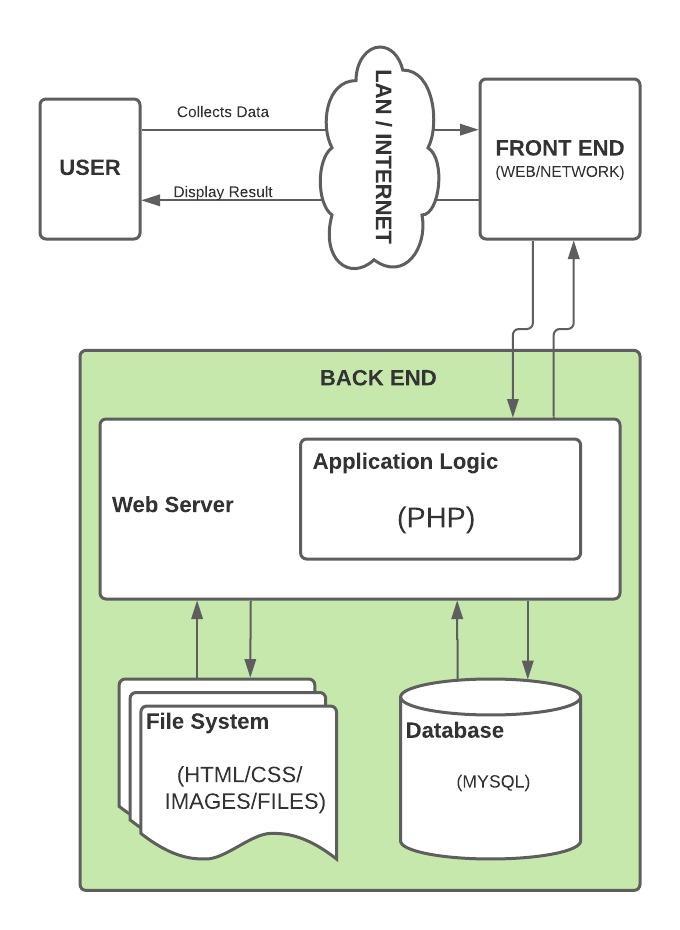 Collects Data
LAN / INTERNET
USER
FRONT END
(WEB/NETWORK)
Display Result
BACK END
Application Logic
Web Server
(PHP)
File System
(HTML/CSS/
IMAGES/FILES)
Database
(MYSQL)